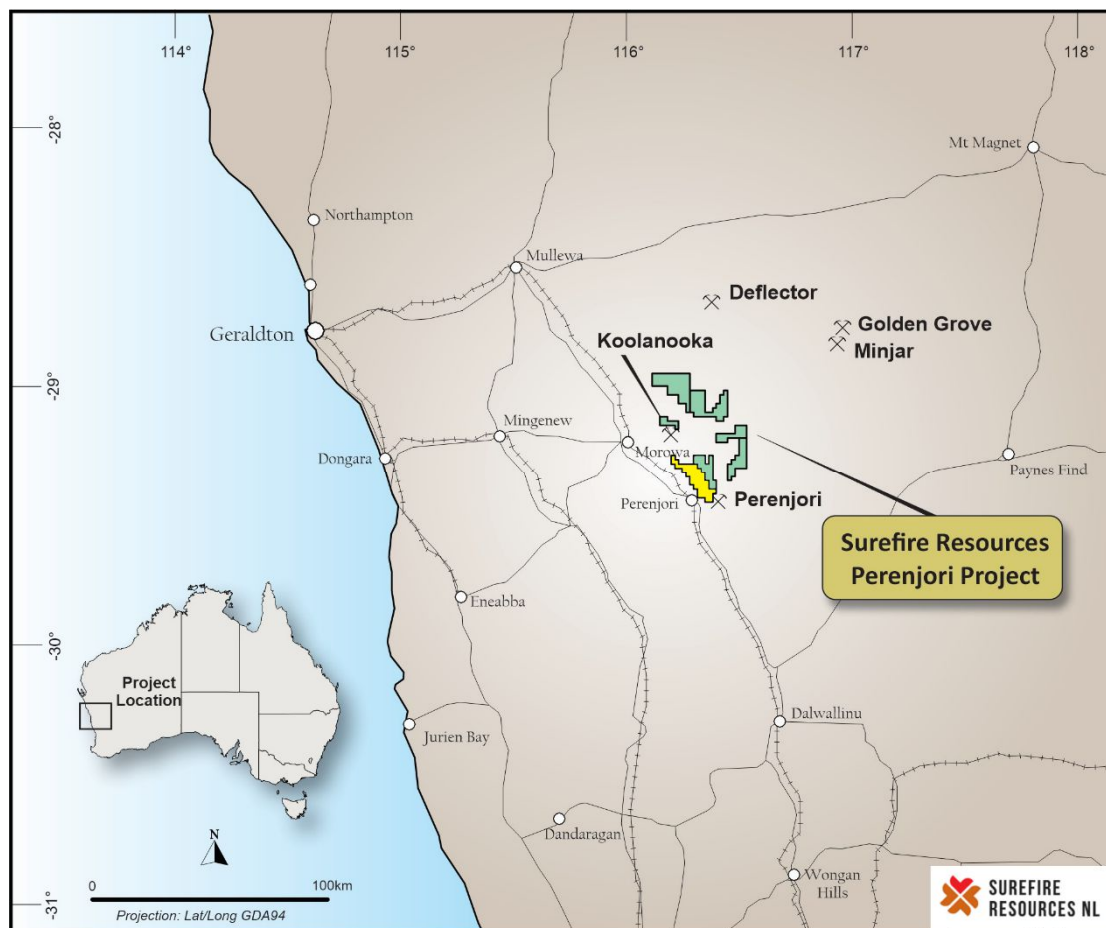 114°
115°
116°
117°
118°
-28°
Mt Magnet
Northampton
Mullewa
Deflector
Golden Grove
Geraldton
Koolanooka
Minjar
-29°
Mingenew
Morowa
Dongara
Paynes Find
Perenjori
Perenjori
Surefire Resources
Perenjori Project
Eneabba
-30°
Project
Location
Jurien Bay
Dalwallinu
Dandaragan
N
Wongan
Hills
0
100km
Projection: Lat/Long GDA94
-31°
SUREFIRE
RESOURCES NL